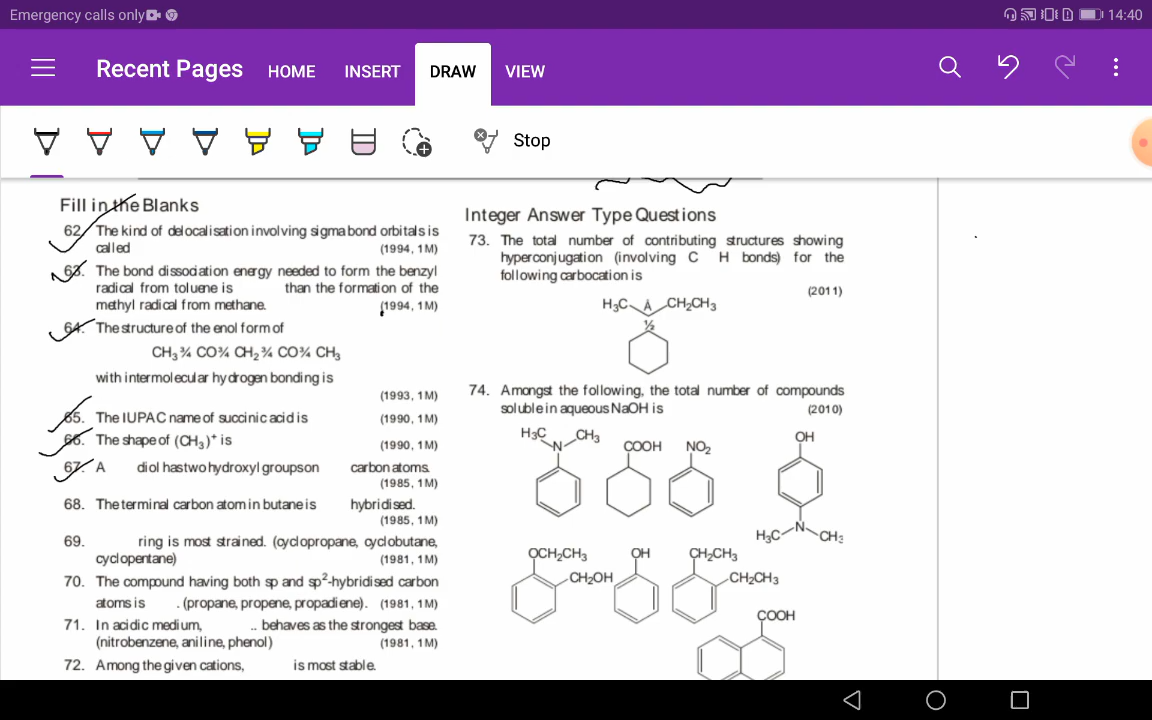 Emergency calls only
14:40
Recent Pages HOME INSERT DRAW VIEW
Stop
Fill in the Blanks
62. The kind of delocalisation involving sigma bond orbitals is
called (1994, 1M)
63. The bond dissociation energy needed to form the benzyl
radical from toluene is than the formation of the
methyl radical from methane. (1994, 1M)
64. The structure of the enol form of
CH3¾ CO¾ CH2¾ CO¾ CH3
with intermolecular hydrogen bonding is
(1993, 1M)
65. The IUPAC name of succinic acid is (1990, 1M)
66. The shape of (CH3)+ is (1990, 1M)
67. A diol has two hydroxyl groups on carbon atoms.
(1985, 1M)
68. The terminal carbon atom in butane is hybridised.
(1985, 1M)
69. ring is most strained. (cyclopropane, cyclobutane,
cyclopentane) (1981, 1M)
70. The compound having both sp and sp2-hybridised carbon
atoms is . (propane, propene, propadiene). (1981, 1M)
71. In acidic medium, .. behaves as the strongest base.
(nitrobenzene, aniline, phenol) (1981, 1M)
72. Among the given cations, is most stable.
Integer Answer Type Questions
73. The total number of contributing structures showing
hyperconjugation (involving C H bonds) for the
following carbocation is
(2011)
H3C Å CH2CH3
½
74. Amongst the following, the total number of compounds
soluble in aqueous NaOH is (2010)
H3C N CH3
COOH
NO2
OH
H3C N CH3
OCH2CH3
CH2OH
OH
CH2CH3
CH2CH3
COOH